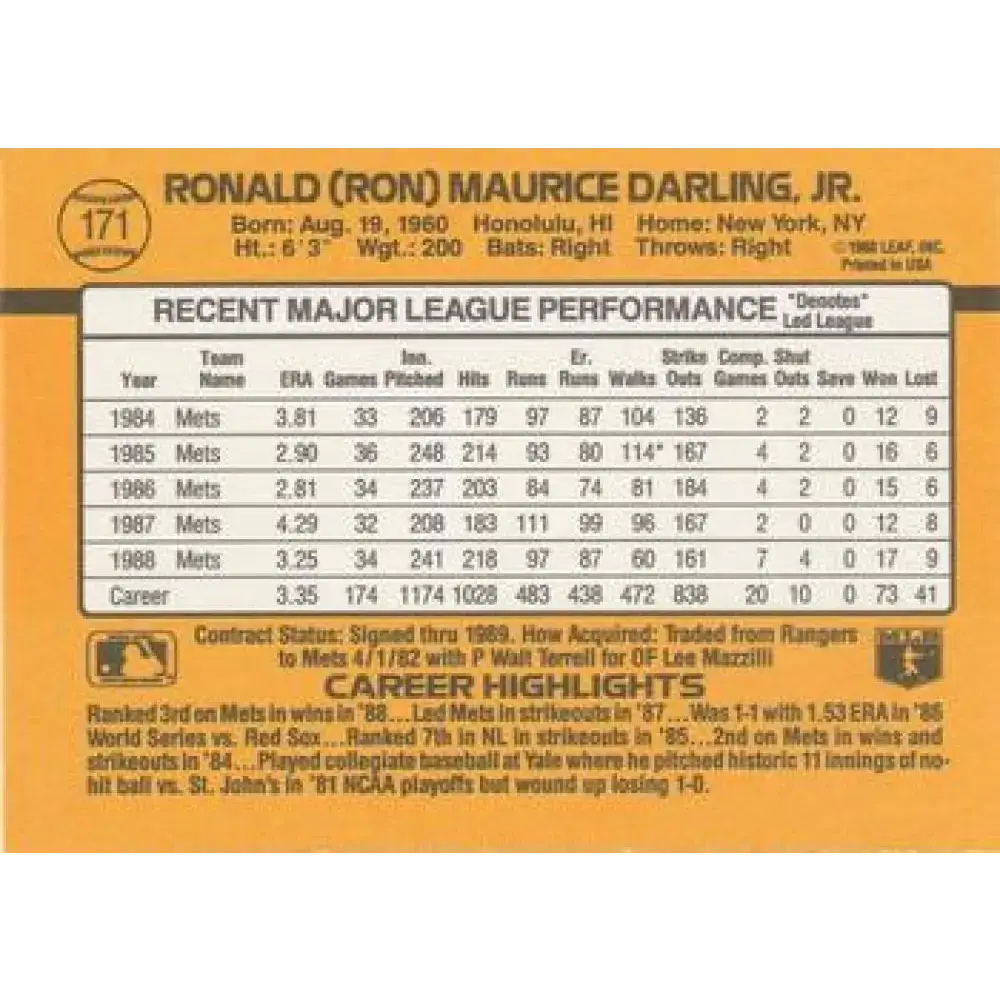 171
RONALD (RON) MAURICE DARLING, JR.
Born: Aug. 19, 1960 Honolulu, HI Home: New York, NY
Ht.: 6'3" Wgt.: 200 Bats: Right Throws: Right
© 1988 LEAF, INC.
Printed in USA
RECENT MAJOR LEAGUE PERFORMANCE
"Denotes"
Led League
Year Team Name ERA Games Inn. Pitched Hits Runs Er. Runs Walks Strike Outs Comp. Games Shut Outs Save Won Lost
1984 Mets 3.81 33 206 179 97 87 104 136 2 2 0 12 9
1985 Mets 2.90 36 248 214 93 80 114* 167 4 2 0 16 6
1986 Mets 2.81 34 237 203 84 74 81 184 4 2 0 15 6
1987 Mets 4.29 32 208 183 111 99 96 167 2 0 0 12 8
1988 Mets 3.25 34 241 218 97 87 60 161 7 4 0 17 9
Career 3.35 174 1174 1028 483 438 472 838 20 10 0 73 41
Contract Status: Signed thru 1989. How Acquired: Traded from Rangers
to Mets 4/1/82 with P Walt Terrell for OF Lee Mazzilli
CAREER HIGHLIGHTS
Ranked 3rd on Mets in wins in '88...Led Mets in strikeouts in '87...Was 1-1 with 1.53 ERA in '86
World Series vs. Red Sox...Ranked 7th in NL in strikeouts in '85...2nd on Mets in wins and
strikeouts in '84...Played collegiate baseball at Yale where he pitched historic 11 innings of no-
hit ball vs. St. John's in '81 NCAA playoffs but wound up losing 1-0.